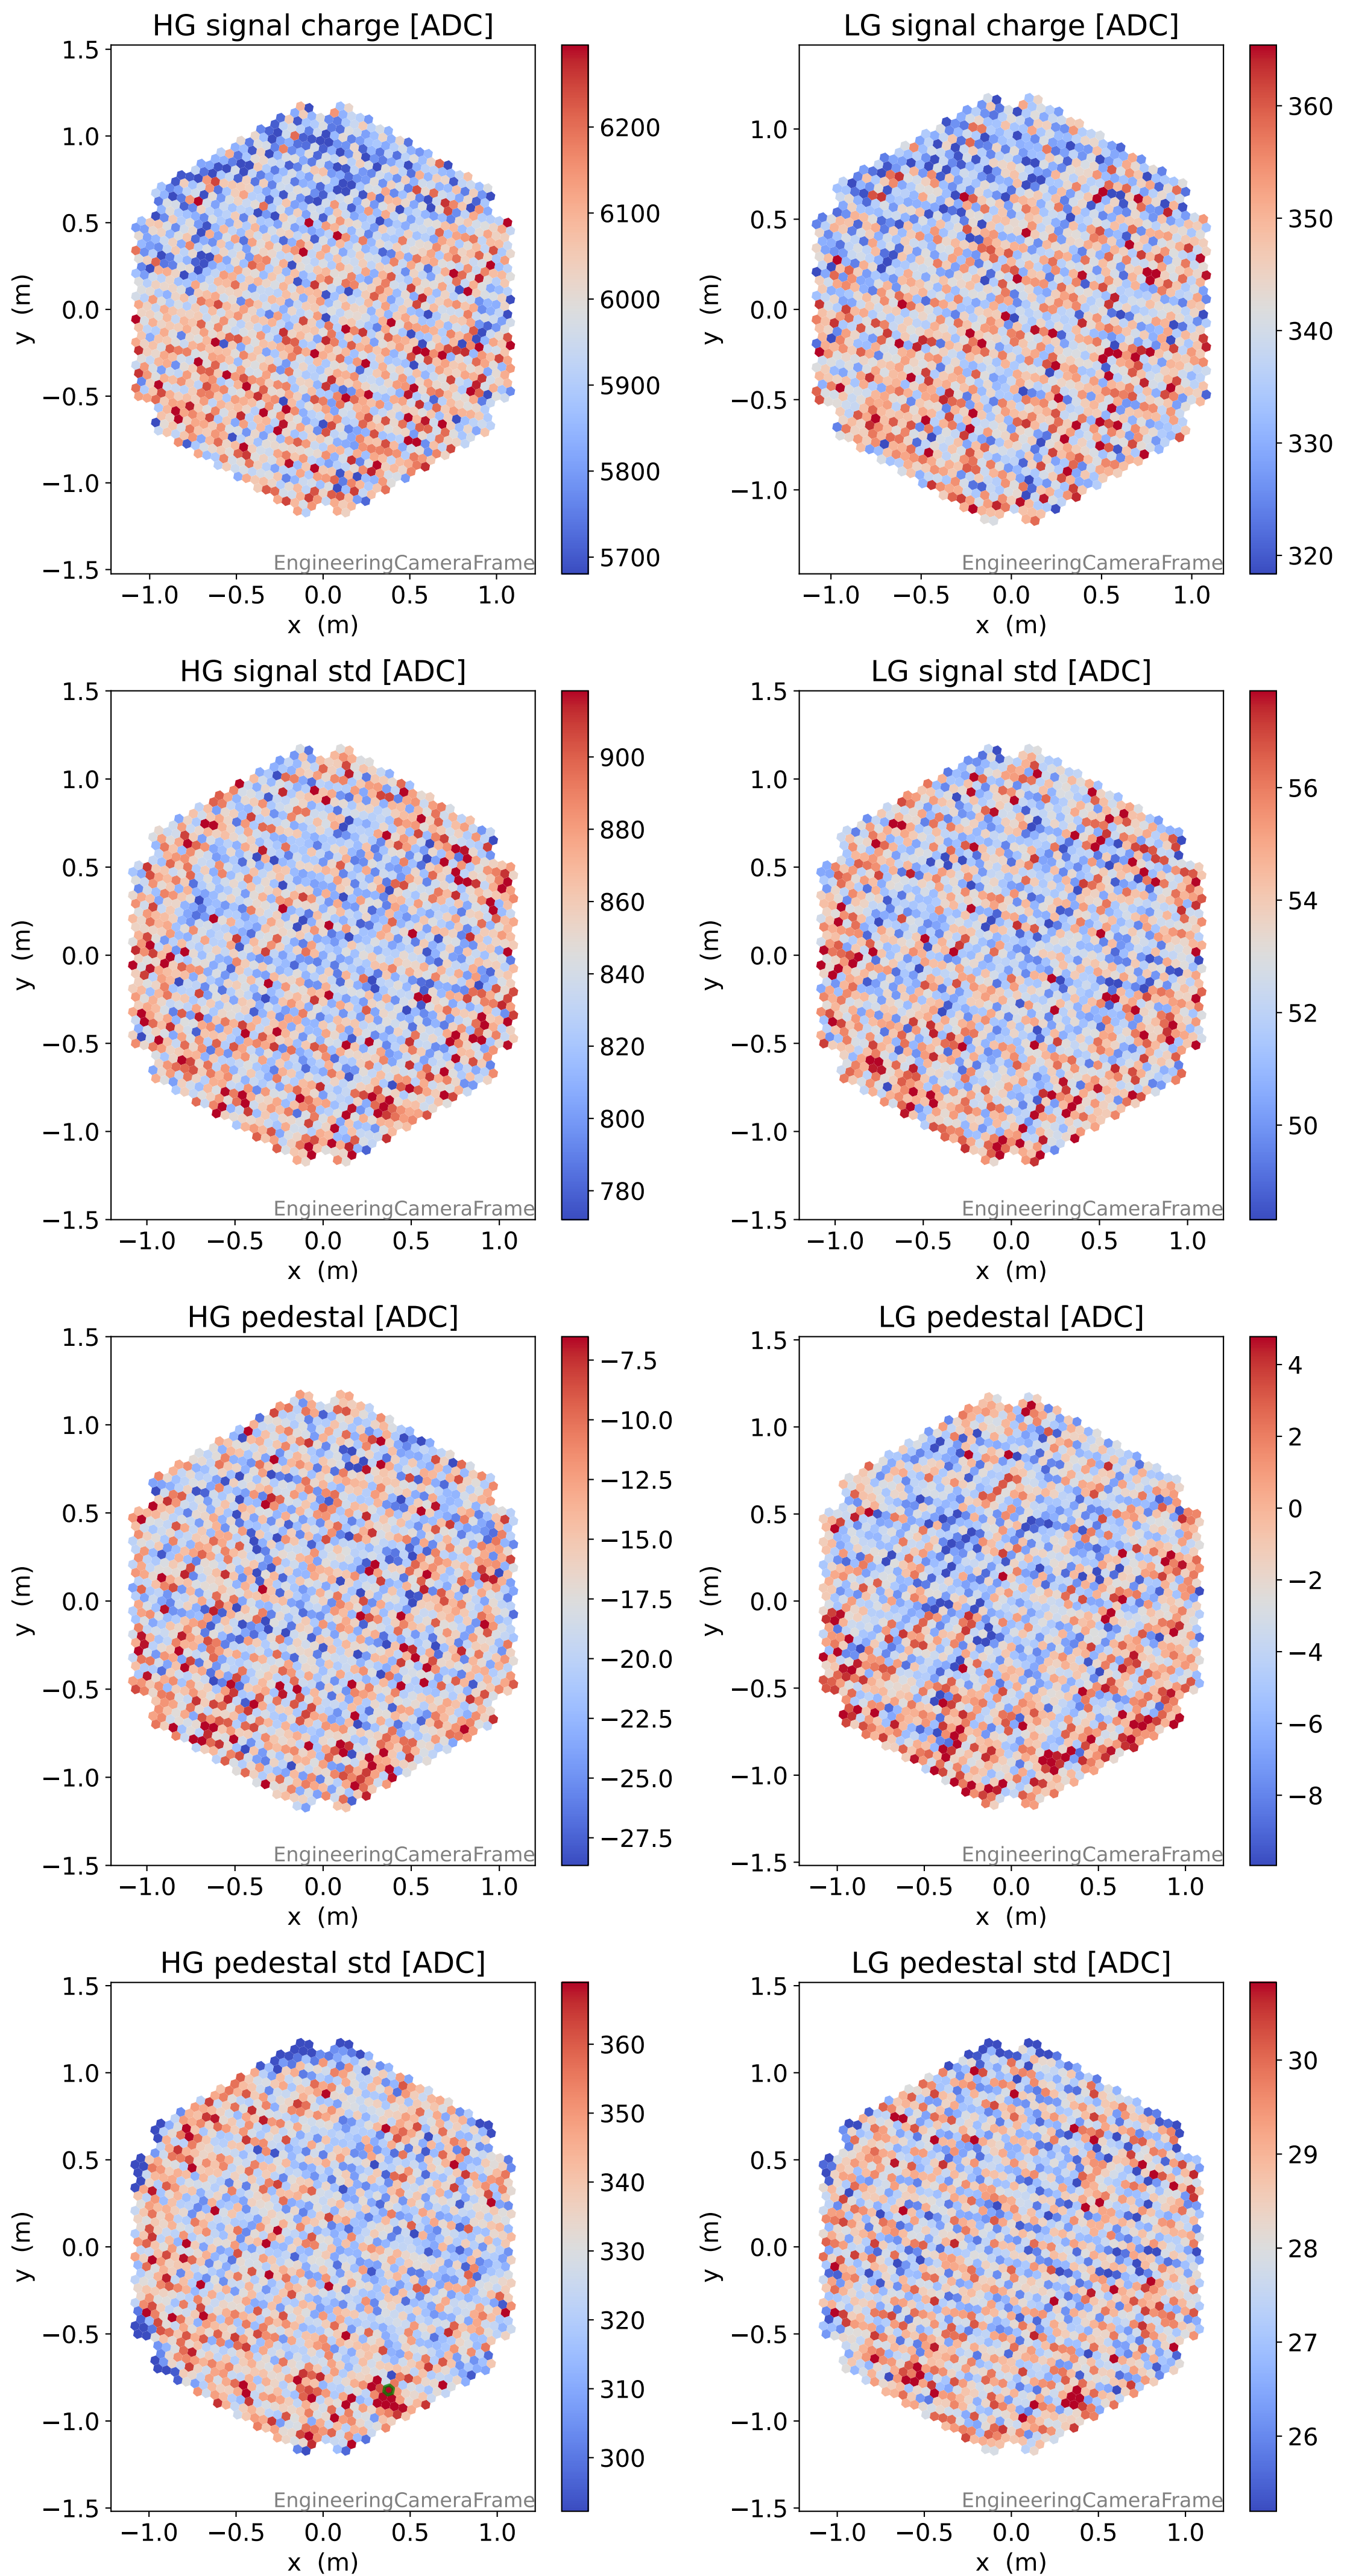 HG signal charge [ADC]
1.5
1.0
0.5
0.0
−0.5
−1.0
−1.5
y (m)
−1.0 −0.5 0.0 0.5 1.0
x (m)
EngineeringCameraFrame
6200
6100
6000
5900
5800
5700
LG signal charge [ADC]
1.0
0.5
0.0
−0.5
−1.0
y (m)
−1.0 −0.5 0.0 0.5 1.0
x (m)
EngineeringCameraFrame
360
350
340
330
320
HG signal std [ADC]
1.5
1.0
0.5
0.0
−0.5
−1.0
−1.5
y (m)
−1.0 −0.5 0.0 0.5 1.0
x (m)
EngineeringCameraFrame
900
880
860
840
820
800
780
LG signal std [ADC]
1.5
1.0
0.5
0.0
−0.5
−1.0
−1.5
y (m)
−1.0 −0.5 0.0 0.5 1.0
x (m)
EngineeringCameraFrame
56
54
52
50
HG pedestal [ADC]
1.5
1.0
0.5
0.0
−0.5
−1.0
−1.5
y (m)
−1.0 −0.5 0.0 0.5 1.0
x (m)
EngineeringCameraFrame
−7.5
−10.0
−12.5
−15.0
−17.5
−20.0
−22.5
−25.0
−27.5
LG pedestal [ADC]
1.5
1.0
0.5
0.0
−0.5
−1.0
−1.5
y (m)
−1.0 −0.5 0.0 0.5 1.0
x (m)
EngineeringCameraFrame
4
2
0
−2
−4
−6
−8
HG pedestal std [ADC]
1.5
1.0
0.5
0.0
−0.5
−1.0
−1.5
y (m)
−1.0 −0.5 0.0 0.5 1.0
x (m)
EngineeringCameraFrame
360
350
340
330
320
310
300
LG pedestal std [ADC]
1.5
1.0
0.5
0.0
−0.5
−1.0
−1.5
y (m)
−1.0 −0.5 0.0 0.5 1.0
x (m)
EngineeringCameraFrame
30
29
28
27
26